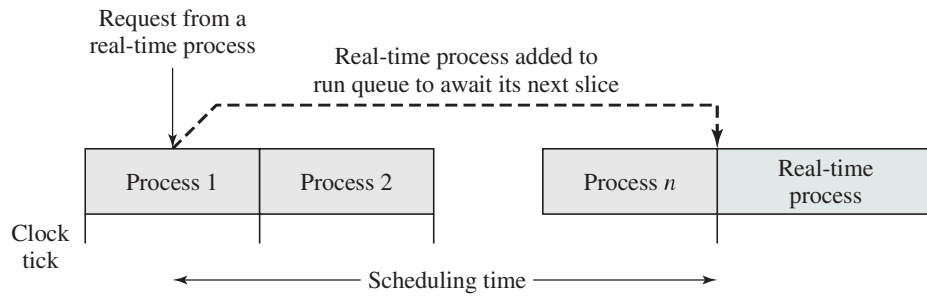 Request from a
real-time process
Real-time process added to
run queue to await its next slice
Process 1
Process 2
Process n
Real-time
process
Clock
tick
Scheduling time